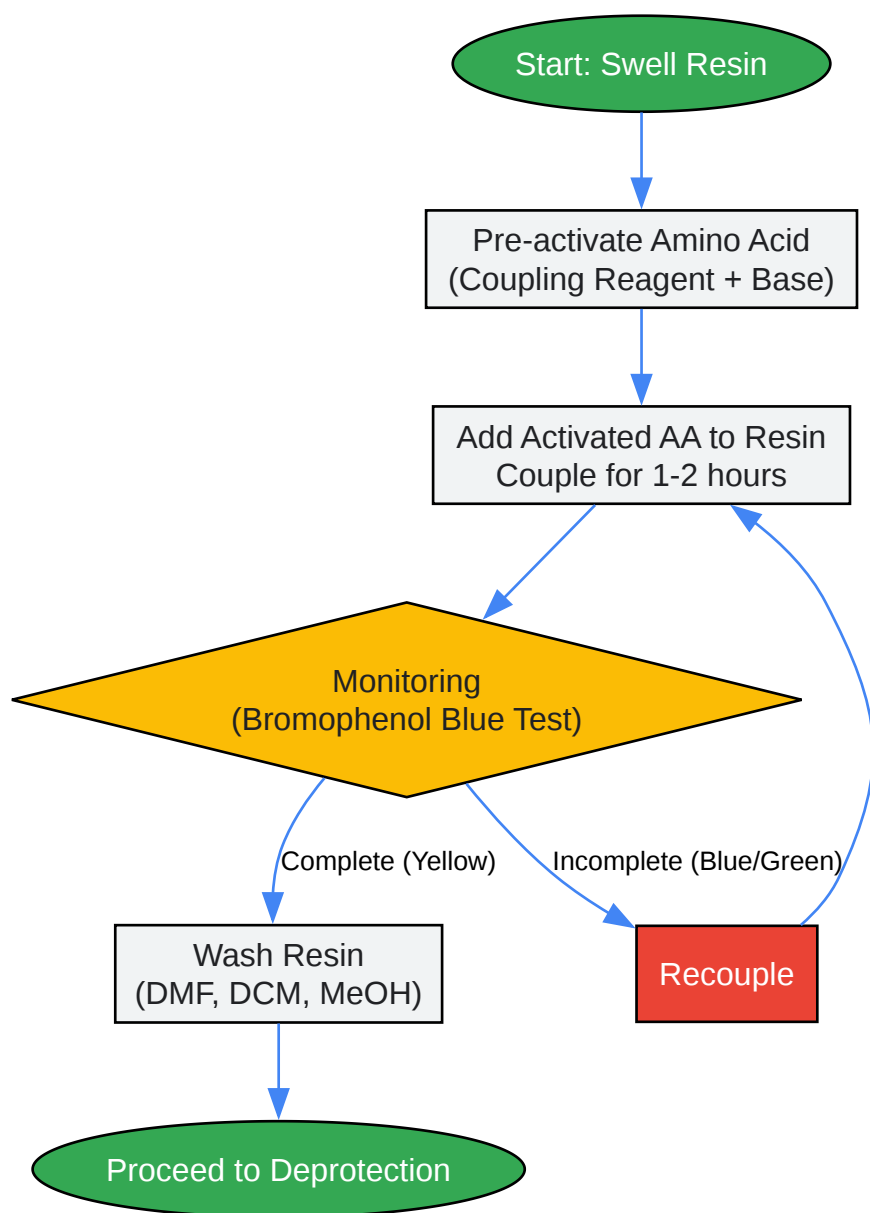 Start: Swell Resin
Pre-activate Amino Acid
(Coupling Reagent + Base)
Add Activated AA to Resin
Couple for 1-2 hours
Monitoring
(Bromophenol Blue Test)
Complete (Yellow)
Incomplete (Blue/Green)
Wash Resin
(DMF, DCM, MeOH)
Recouple
Proceed to Deprotection